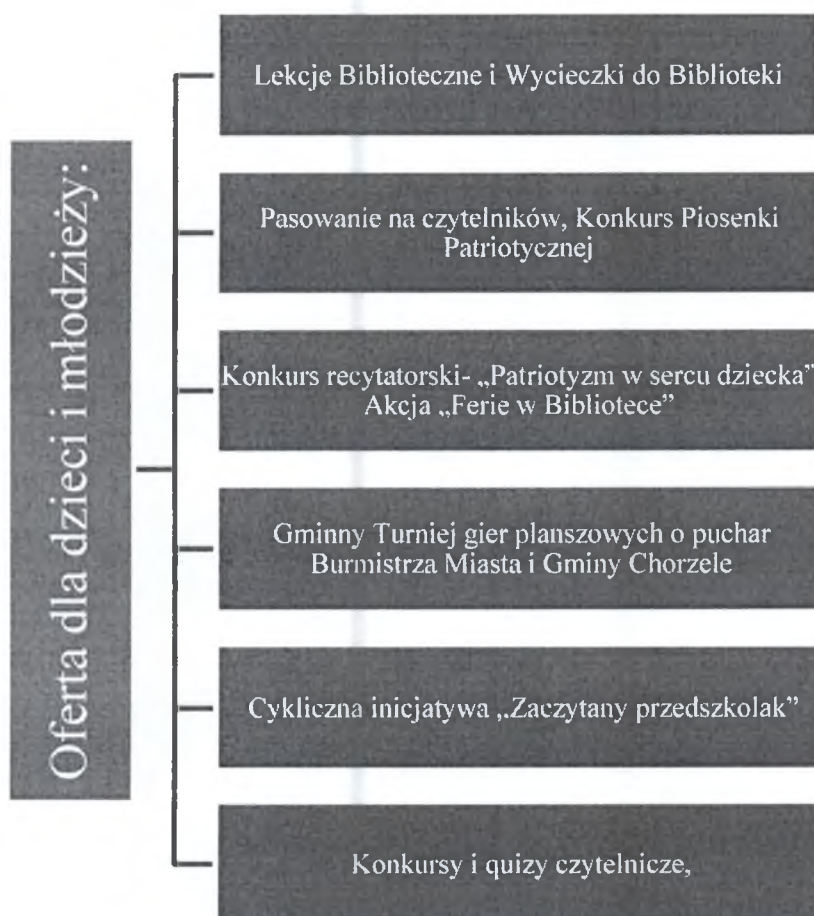 Oferta dla dzieci i młodzieży:
Lekcje Biblioteczne i Wycieczki do Biblioteki
Pasowanie na czytelników, Konkurs Piosenki
Patriotycznej
Konkurs recytatorski- „Patriotyzm w sercu dziecka”
Akcja „Ferie w Bibliotece”
Gminny Turniej gier planszowych o puchar
Burmistrza Miasta i Gminy Chorzele
Cykliczna inicjatywa „Zaczytany przedszkolak”
Konkursy i quizy czytelnicze,